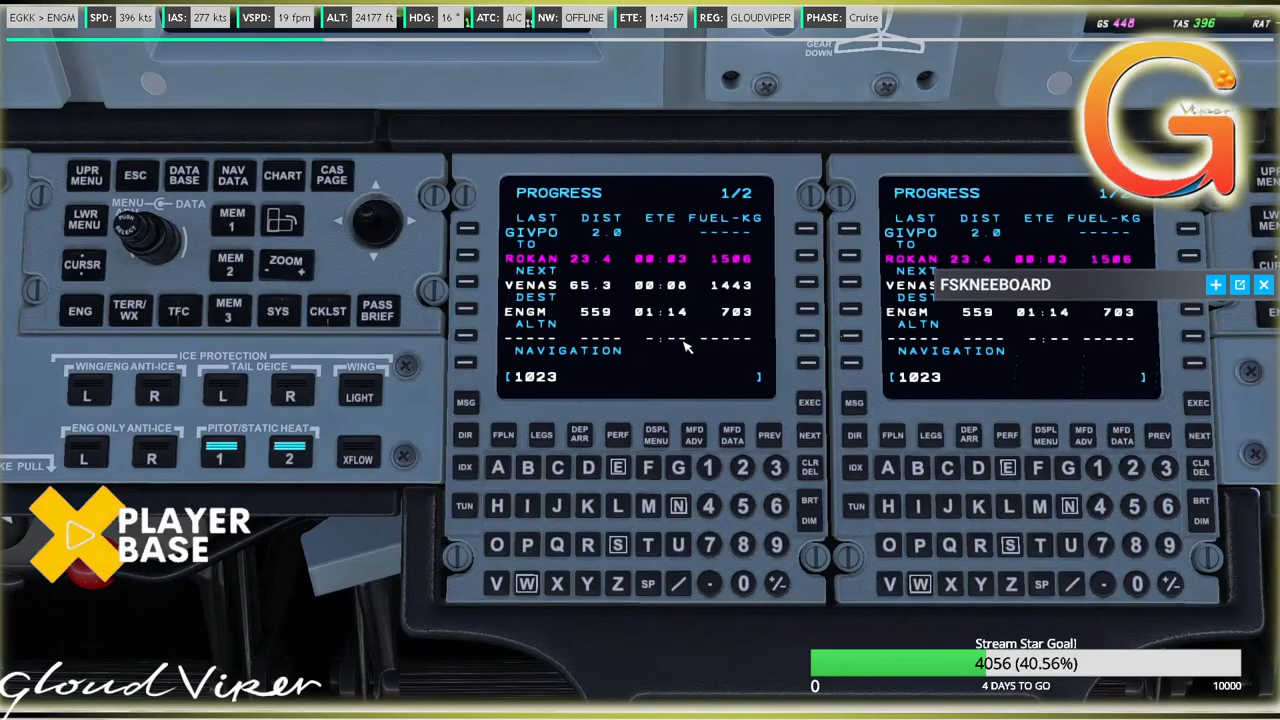 EGKK > ENGM SPD: 396 kts IAS: 277 kts VSPD: 19 fpm ALT: 24177 ft HDG: 16 ° ATC: AIC NW: OFFLINE ETE: 1:14:57 REG: GLOUDVIPER PHASE: Cruise
GS 448 TAS 396 RAT
GEAR
DOWN
G
Viper
UPR
MENU
ESC
DATA
BASE
NAV
DATA
CHART
CAS
PAGE
MENU DATA
PUSH
SELECT
LWR
MENU
MEM
1
CURSR
MEM
2
ZOOM
- +
ENG
TERR/
WX
TFC
MEM
3
SYS
CKLST
PASS
BRIEF
ICE PROTECTION
WING/ENG ANTI-ICE TAIL DEICE WING
L R L R LIGHT
ENG ONLY ANTI-ICE PITOT/STATIC HEAT
L R 1 2 XFLOW
KE PULL
PROGRESS 1/2
LAST DIST ETE FUEL-KG
GIVPO 2.0 -----
TO
ROKAN 23.4 00:03 1506
NEXT
VENAS 65.3 00:08 1443
DEST
ENGM 559 01:14 703
ALTN
----- ----- -:-- -----
NAVIGATION
[1023 ]
MSG EXEC
DIR FPLN LEGS DEP
ARR PERF DSPL
MENU MFD
ADV MFD
DATA PREV NEXT
IDX A B C D E F G 1 2 3 CLR
DEL
TUN H I J K L M N 4 5 6 BRT
DIM
O P Q R S T U 7 8 9
V W X Y Z SP / . 0 +/-
PROGRESS 1/2
LAST DIST ETE FUEL-KG
GIVPO 2.0 -----
TO
ROKAN 23.4 00:03 1506
NEXT
VENAS
DEST
FSKNEEBOARD
ENGM 559 01:14 703
ALTN
----- ----- -:-- -----
NAVIGATION
[1023 ]
MSG EXEC
DIR FPLN LEGS DEP
ARR PERF DSPL
MENU MFD
ADV MFD
DATA PREV NEXT
IDX A B C D E F G 1 2 3 CLR
DEL
TUN H I J K L M N 4 5 6 BRT
DIM
O P Q R S T U 7 8 9
V W X Y Z SP / . 0 +/-
PLAYER
BASE
GloudViper
Stream Star Goal!
4056 (40.56%)
0 4 DAYS TO GO 10000